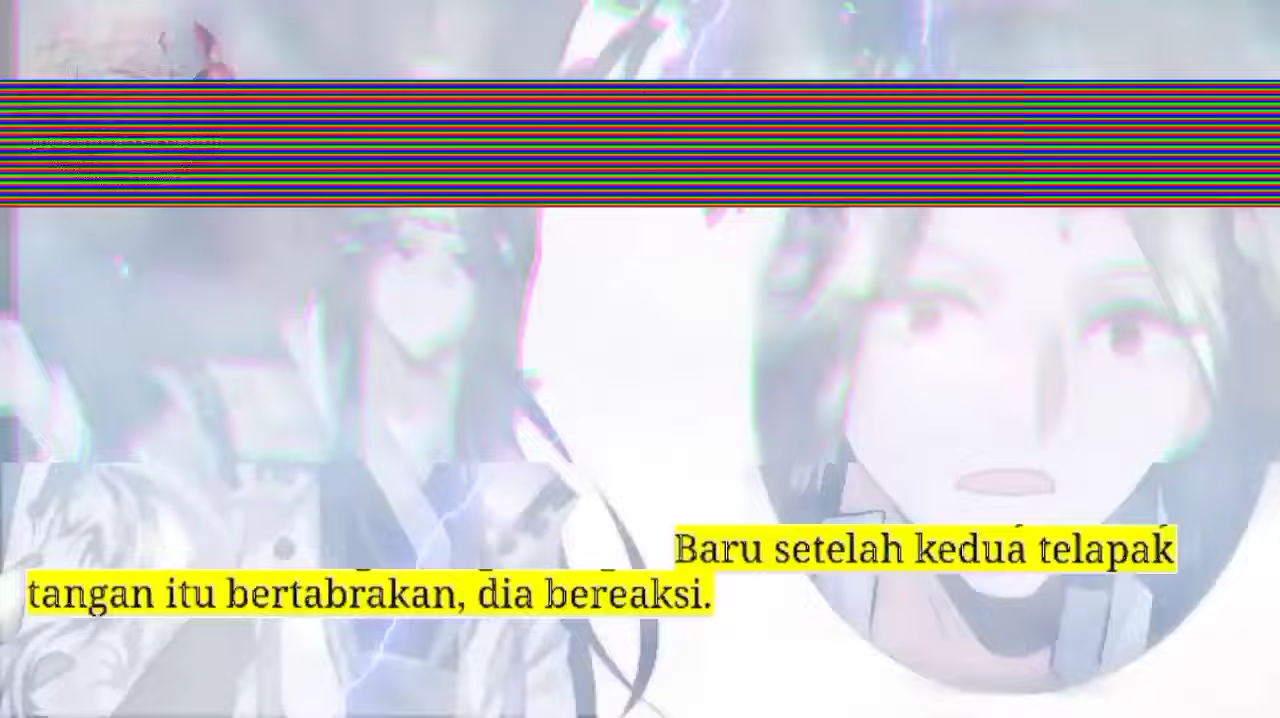 Baru setelah kedua telapak
tangan itu bertabrakan, dia bereaksi.